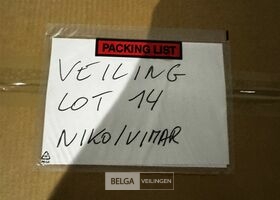 PACKING LIST
VEILING
LOT 14
NIKO/VIMAR
BELGA VEILINGEN